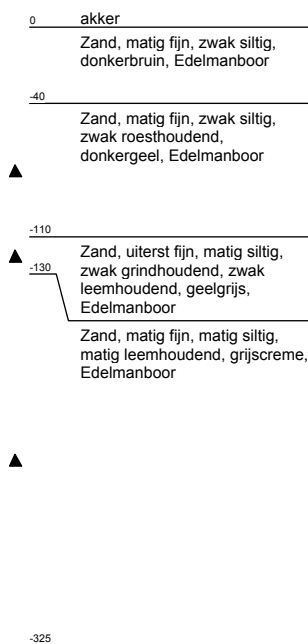 0 akker
Zand, matig fijn, zwak siltig,
donkerbruin, Edelmanboor
-40
Zand, matig fijn, zwak siltig,
zwak roesthoudend,
donkergeel, Edelmanboor
-110
Zand, uiterst fijn, matig siltig,
zwak grindhoudend, zwak
leemhoudend, geelgrijs,
Edelmanboor
-130
Zand, matig fijn, matig siltig,
matig leemhoudend, grijscreme,
Edelmanboor
-325